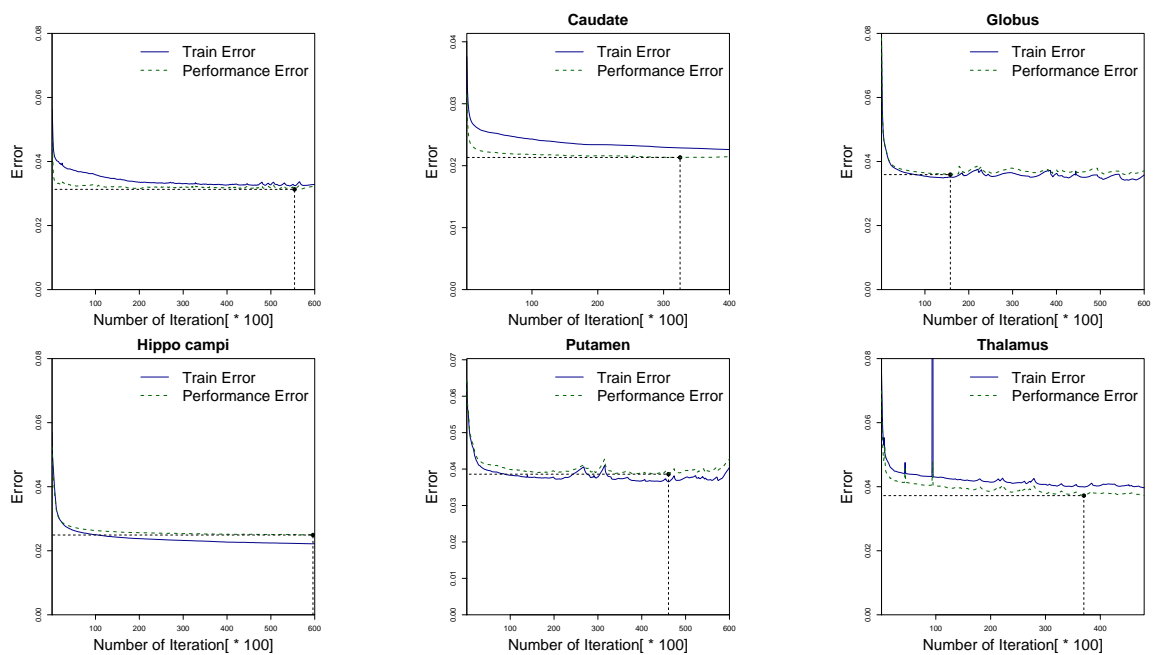 Train Error
Performance Error
Error
0.00 0.02 0.04 0.06 0.08
100 200 300 400 500 600
Number of Iteration[ * 100]
Caudate
Train Error
Performance Error
Error
0.00 0.01 0.02 0.03 0.04
100 200 300 400
Number of Iteration[ * 100]
Globus
Train Error
Performance Error
Error
0.00 0.02 0.04 0.06 0.08
100 200 300 400 500 600
Number of Iteration[ * 100]
Hippo campi
Train Error
Performance Error
Error
0.00 0.02 0.04 0.06 0.08
100 200 300 400 500 600
Number of Iteration[ * 100]
Putamen
Train Error
Performance Error
Error
0.00 0.01 0.02 0.03 0.04 0.05 0.06 0.07
100 200 300 400 500 600
Number of Iteration[ * 100]
Thalamus
Train Error
Performance Error
Error
0.00 0.02 0.04 0.06 0.08
100 200 300 400
Number of Iteration[ * 100]